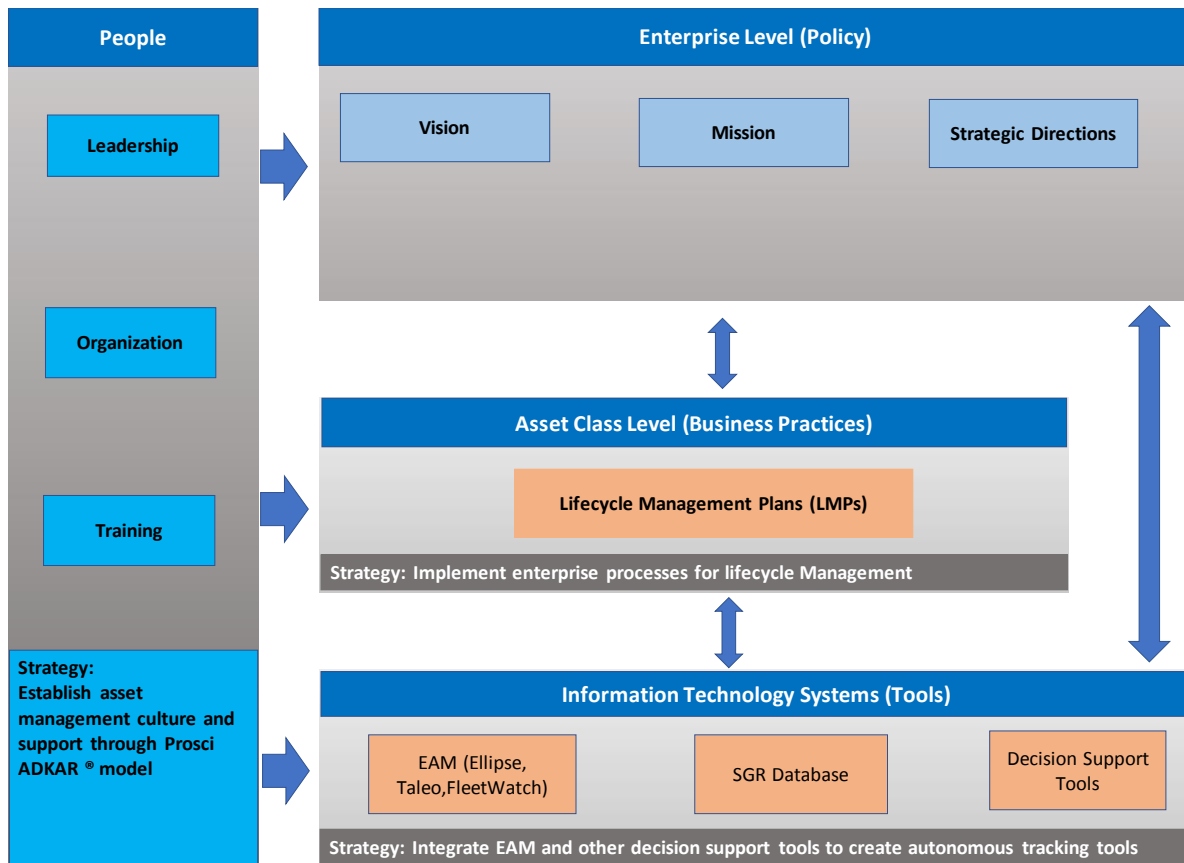 People
Leadership
Organization
Training
Strategy:
Establish asset
management culture and
support through Prosci
ADKAR ® model
Enterprise Level (Policy)
Vision
Mission
Strategic Directions
Asset Class Level (Business Practices)
Lifecycle Management Plans (LMPs)
Strategy: Implement enterprise processes for lifecycle Management
Information Technology Systems (Tools)
EAM (Ellipse,
Taleo,FleetWatch)
SGR Database
Decision Support
Tools
Strategy: Integrate EAM and other decision support tools to create autonomous tracking tools